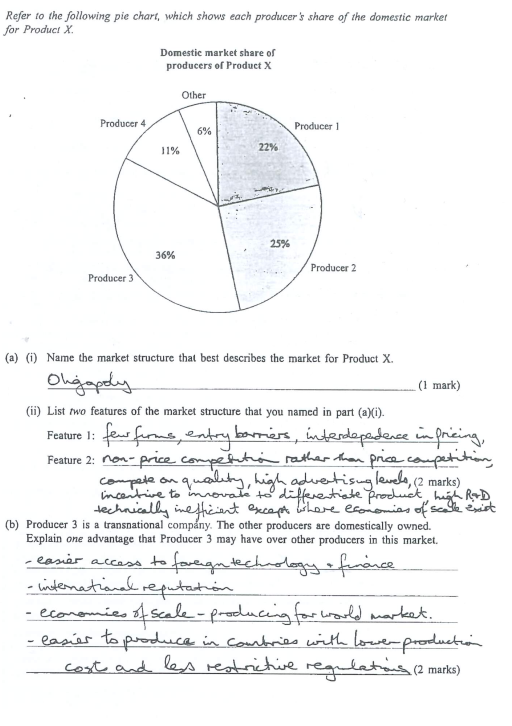 Refer to the following pie chart, which shows each producer's share of the domestic market
for Product X.
Domestic market share of
producers of Product X
Other
Producer 4
6%
Producer 1
11%
22%
36%
25%
Producer 3
Producer 2
(a) (i) Name the market structure that best describes the market for Product X.
Oligopoly (1 mark)
(ii) List two features of the market structure that you named in part (a)(i).
Feature 1: few firms, entry barriers, interdepedence in pricing,
Feature 2: non-price competition rather than price competition,
compete on quality, high advertising levels, (2 marks)
incentive to innovate to differentiate product, high R+D
technically inefficient except where economies of scale exist
(b) Producer 3 is a transnational company. The other producers are domestically owned.
Explain one advantage that Producer 3 may have over other producers in this market.
- easier access to foreign technology + finance
- international reputation
- economies of scale - producing for world market.
- easier to produce in countries with lower production
costs and less restrictive regulations (2 marks)